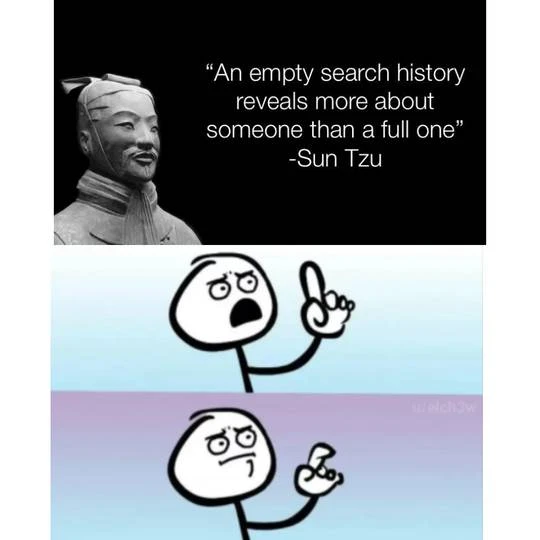 “An empty search history
reveals more about
someone than a full one”
-Sun Tzu